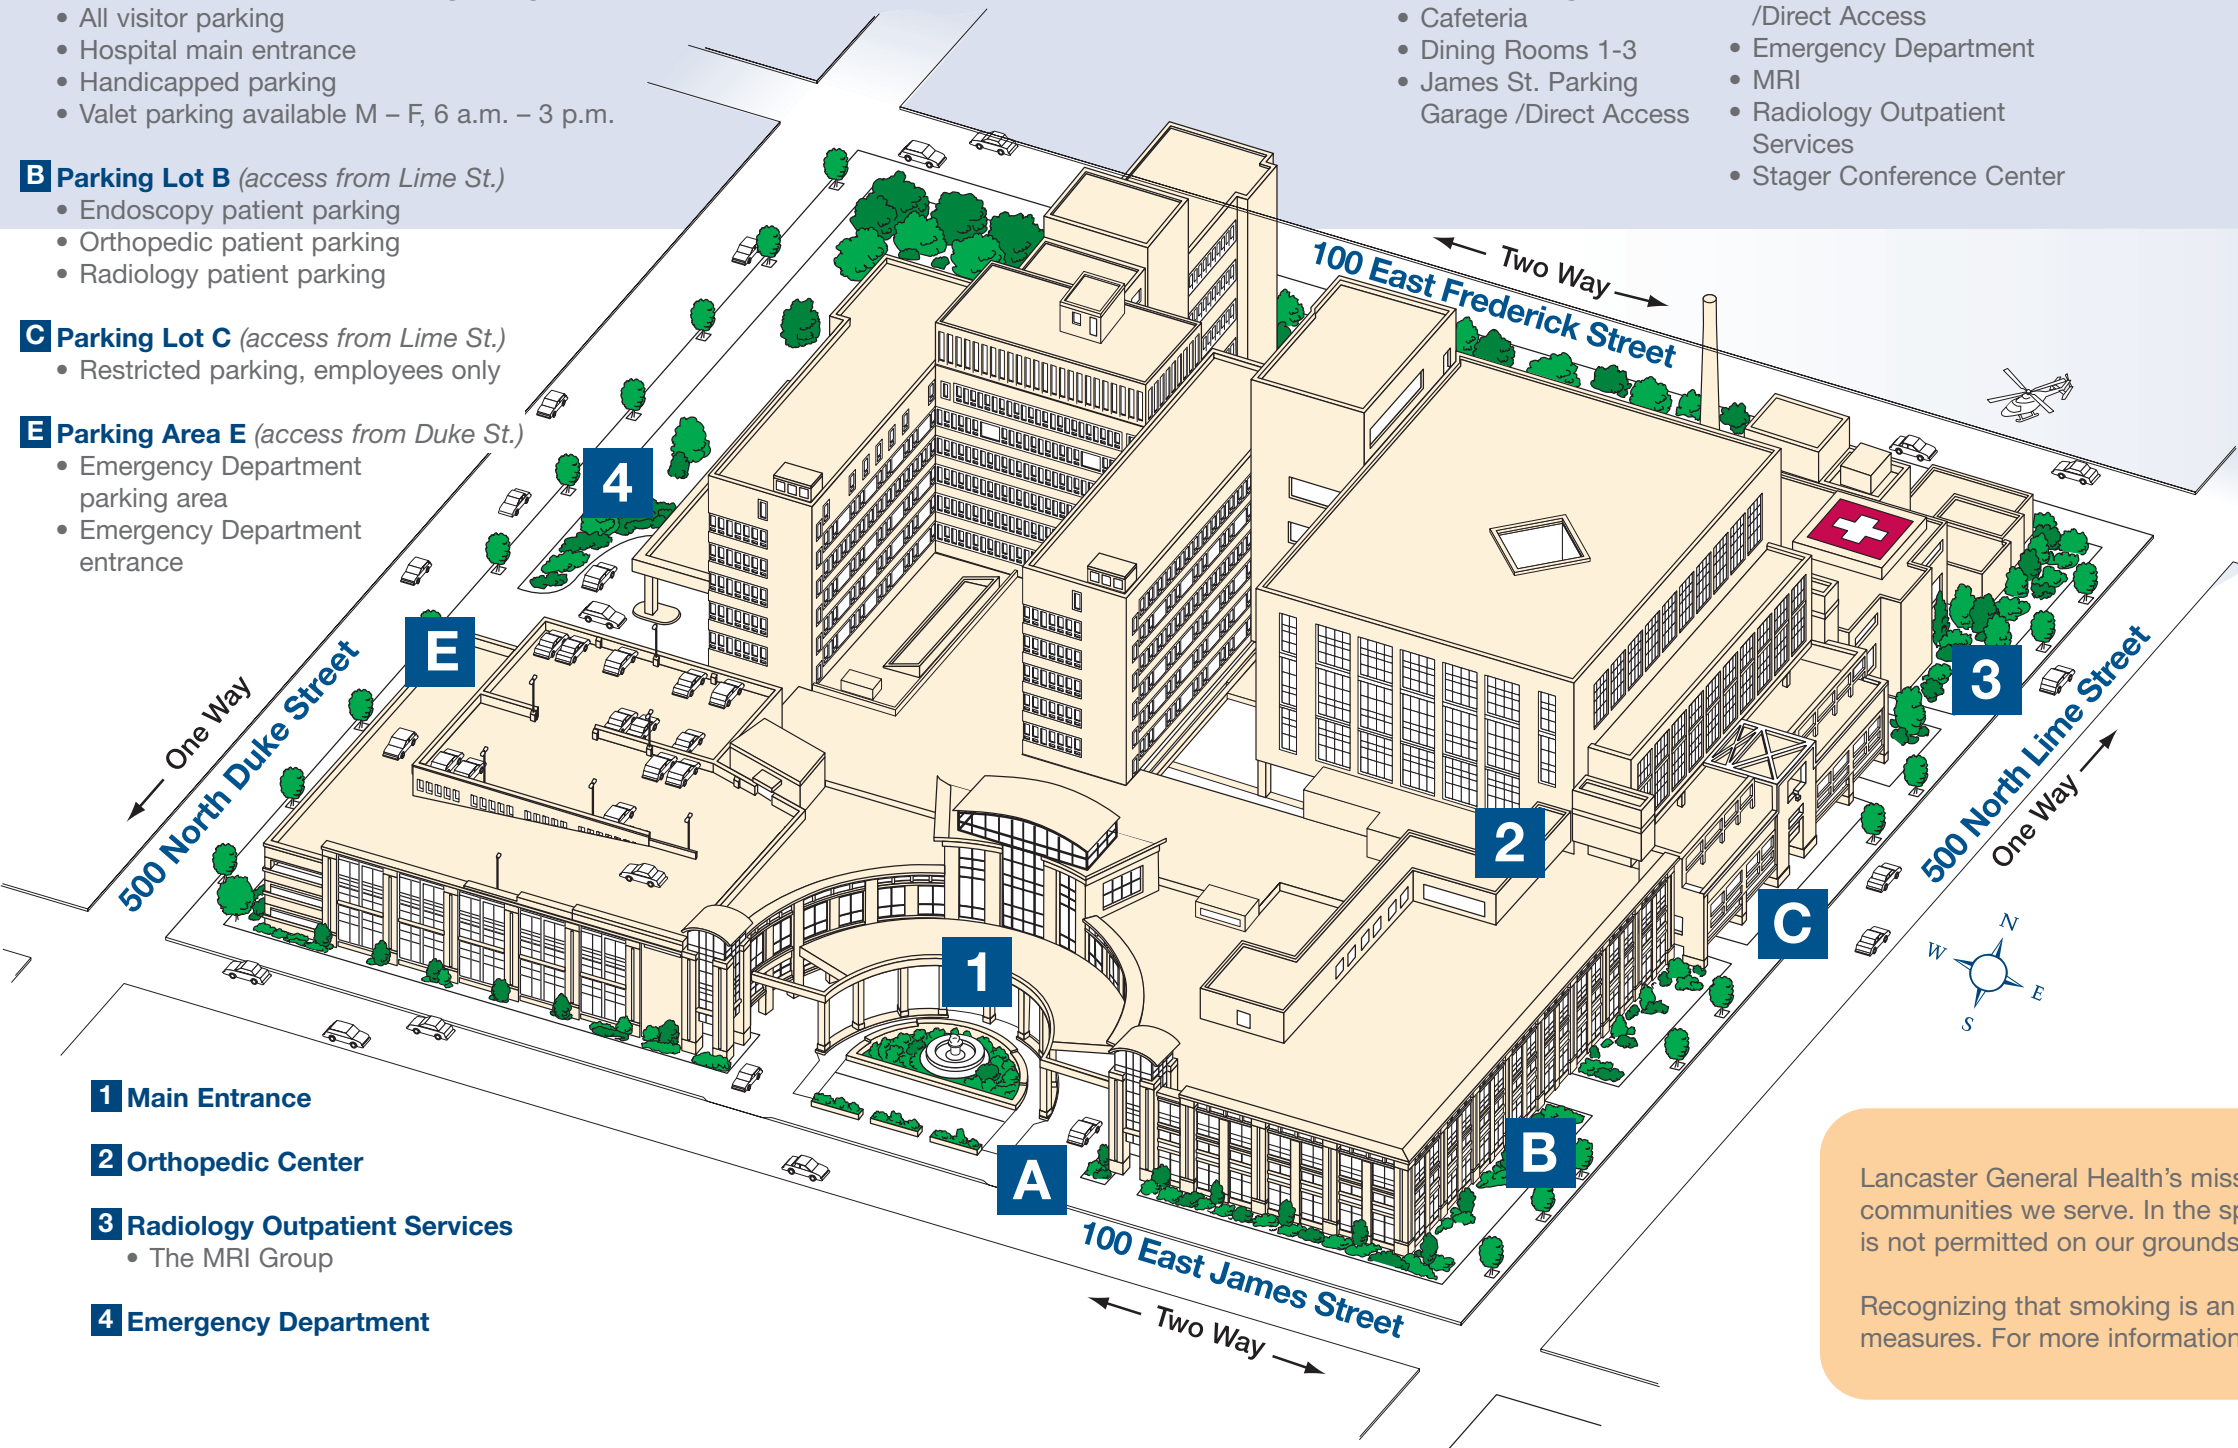 • All visitor parking
• Hospital main entrance
• Handicapped parking
• Valet parking available M – F, 6 a.m. – 3 p.m.
B Parking Lot B (access from Lime St.)
• Endoscopy patient parking
• Orthopedic patient parking
• Radiology patient parking
C Parking Lot C (access from Lime St.)
• Restricted parking, employees only
E Parking Area E (access from Duke St.)
• Emergency Department
parking area
• Emergency Department
entrance
• Cafeteria
• Dining Rooms 1-3
• James St. Parking
Garage /Direct Access
/Direct Access
• Emergency Department
• MRI
• Radiology Outpatient
Services
• Stager Conference Center
Two Way
100 East Frederick Street
4
E
One Way
500 North Duke Street
3
500 North Lime Street
One Way
2
C
N
W
E
S
1
B
A
100 East James Street
Two Way
1 Main Entrance
2 Orthopedic Center
3 Radiology Outpatient Services
• The MRI Group
4 Emergency Department
Lancaster General Health's
communities we serve. In the
is not permitted on our grounds
Recognizing that smoking is an
measures. For more information